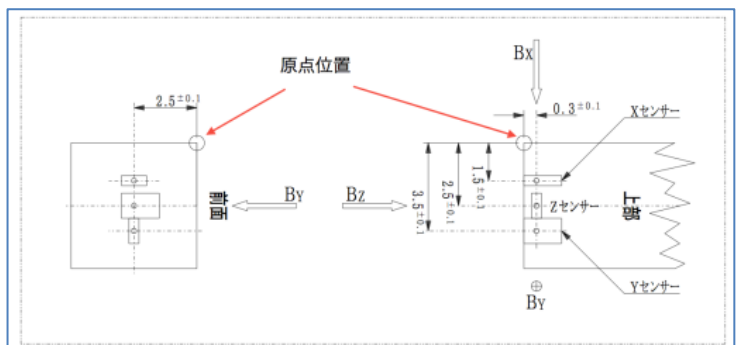 原点位置
BX
2.5±0.1
0.3±0.1
Xセンサー
1.5±0.1
2.5±0.1
3.5±0.1
前面
BY
BZ
Zセンサー
上部
Yセンサー
BY